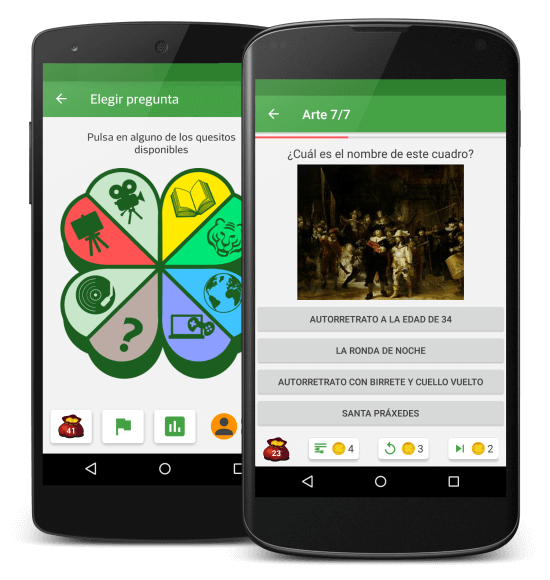 Elegir pregunta
Pulsa en alguno de los quesitos
disponibles
?
41
Arte 7/7
¿Cuál es el nombre de este cuadro?
AUTORRETRATO A LA EDAD DE 34
LA RONDA DE NOCHE
AUTORRETRATO CON BIRRETE Y CUELLO VUELTO
SANTA PRÁXEDES
23
4
3
2